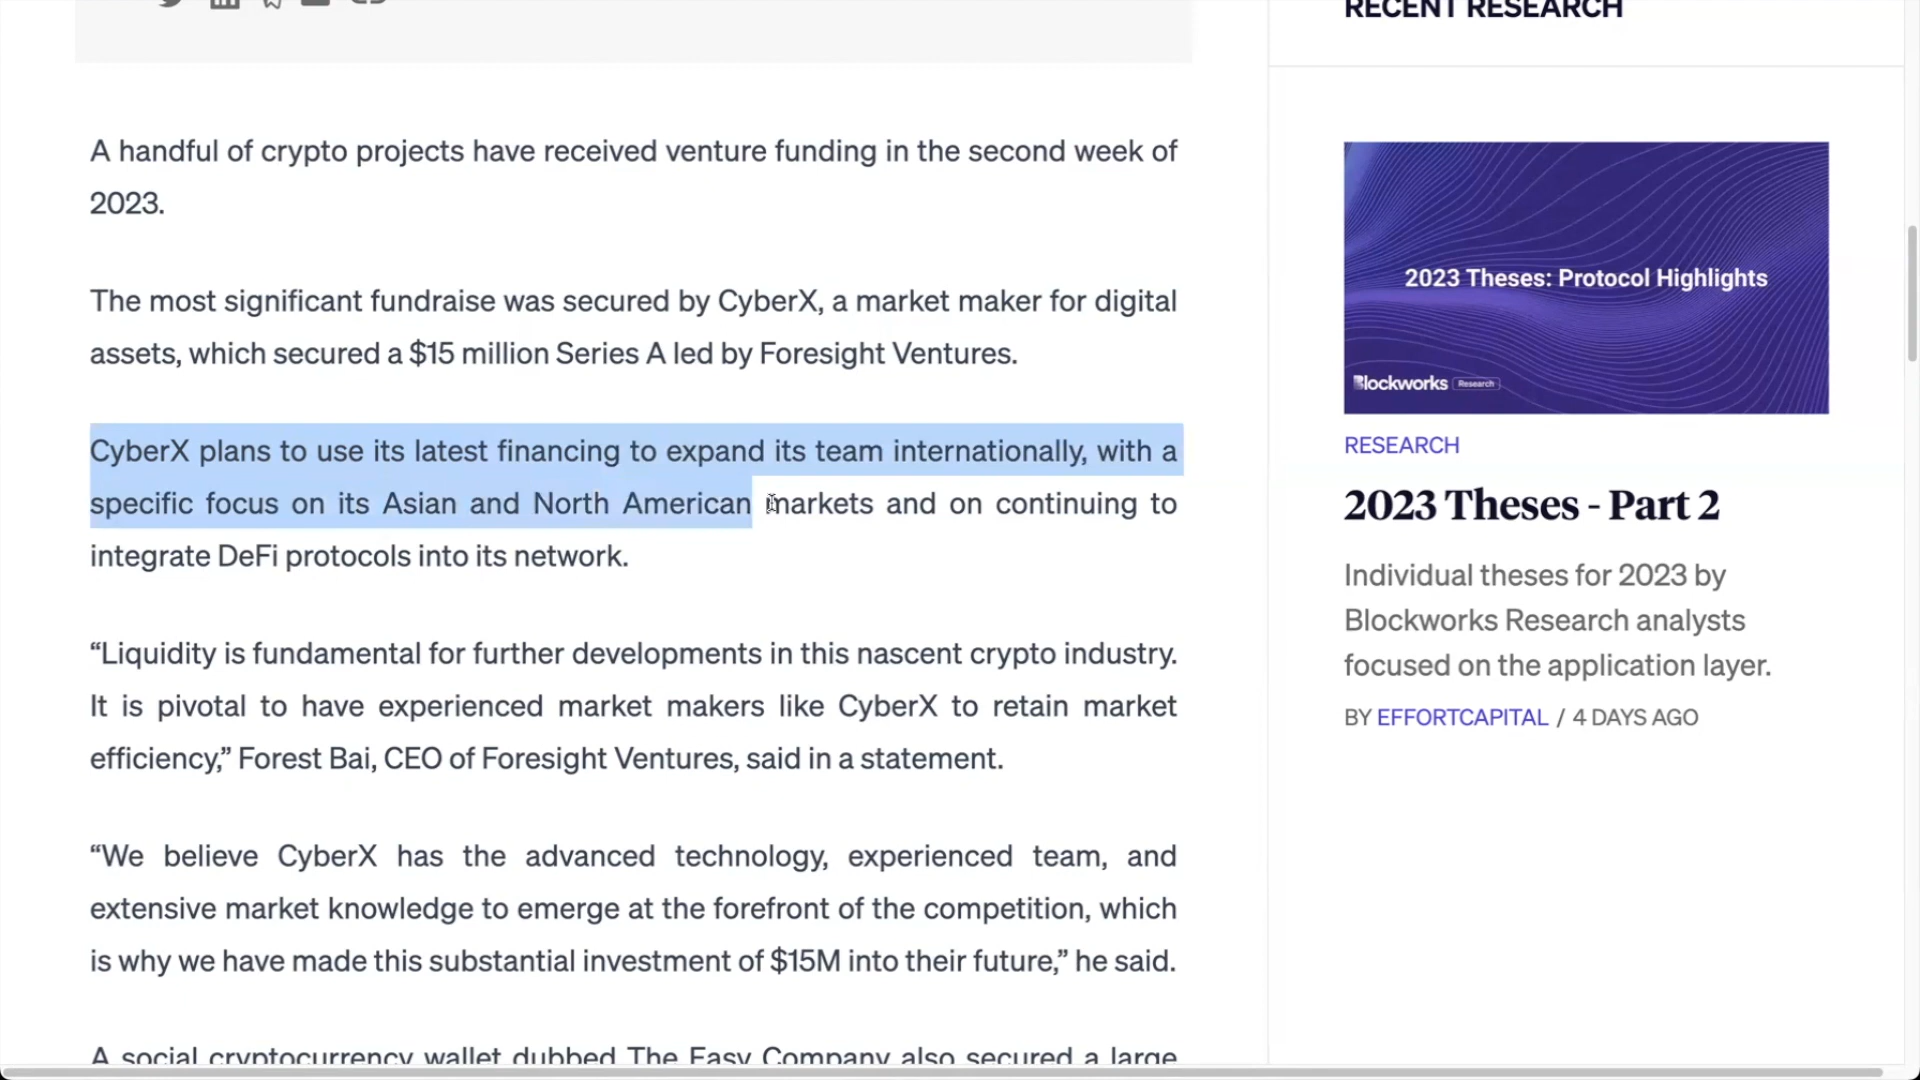 RECENT RESEARCH
A handful of crypto projects have received venture funding in the second week of
2023.
The most significant fundraise was secured by CyberX, a market maker for digital
assets, which secured a $15 million Series A led by Foresight Ventures.
CyberX plans to use its latest financing to expand its team internationally, with a
specific focus on its Asian and North American markets and on continuing to
integrate DeFi protocols into its network.
“Liquidity is fundamental for further developments in this nascent crypto industry.
It is pivotal to have experienced market makers like CyberX to retain market
efficiency,” Forest Bai, CEO of Foresight Ventures, said in a statement.
“We believe CyberX has the advanced technology, experienced team, and
extensive market knowledge to emerge at the forefront of the competition, which
is why we have made this substantial investment of $15M into their future,” he said.
A social cryptocurrency wallet dubbed The Easy Company also secured a large
2023 Theses: Protocol Highlights
Blockworks Research
RESEARCH
2023 Theses - Part 2
Individual theses for 2023 by
Blockworks Research analysts
focused on the application layer.
BY EFFORTCAPITAL / 4 DAYS AGO